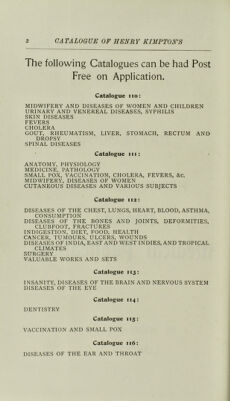 2 CATALOGUE OF HENRY KIMPTON'S
The following Catalogues can be had Post
Free on Application.
Catalogue 110:
MIDWIFERY AND DISEASES OF WOMEN AND CHILDREN
URINARY AND VENEREAL DISEASES, SYPHILIS
SKIN DISEASES
FEVERS
CHOLERA
GOUT, RHEUMATISM, LIVER, STOMACH, RECTUM AND
DROPSY
SPINAL DISEASES
Catalogue 111:
ANATOMY, PHYSIOLOGY
MEDICINE, PATHOLOGY
SMALL POX, VACCINATION, CHOLERA, FEVERS, &c.
MIDWIFERY, DISEASES OF WOMEN
CUTANEOUS DISEASES AND VARIOUS SUBJECTS
Catalogue 112:
DISEASES OF THE CHEST, LUNGS, HEART, BLOOD, ASTHMA,
CONSUMPTION
DISEASES OF THE BONES AND JOINTS, DEFORMITIES,
CLUBFOOT, FRACTURES
INDIGESTION, DIET, FOOD, HEALTH
CANCER, TUMOURS, ULCERS, WOUNDS
DISEASES OF INDIA, EAST AND WEST INDIES, AND TROPICAL
CLIMATES
SURGERY
VALUABLE WORKS AND SETS
Catalogue 113:
INSANITY, DISEASES OF THE BRAIN AND NERVOUS SYSTEM
DISEASES OF THE EYE
Catalogue 114:
DENTISTRY
Catalogue 115:
VACCINATION AND SMALL POX
Catalogue 116:
DISEASES OF THE EAR AND THROAT